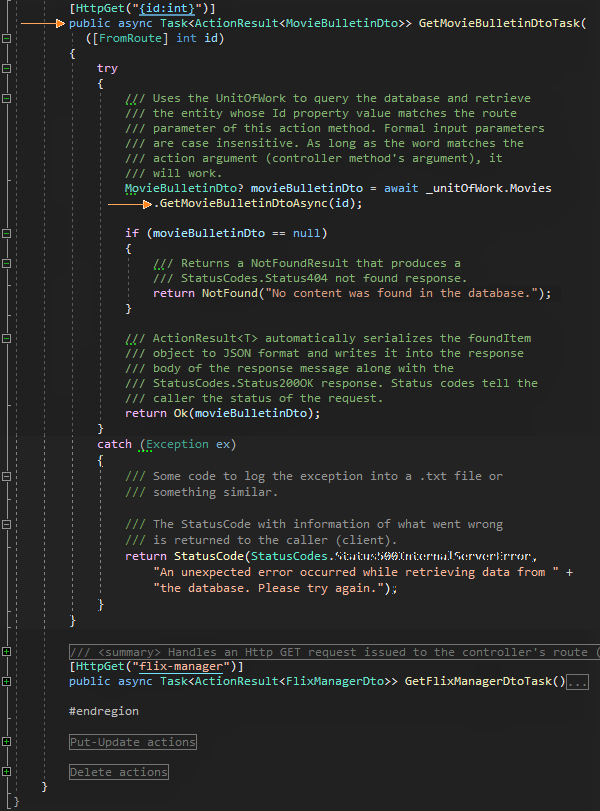 [HttpGet("{id:int}")]
public async Task<ActionResult<MovieBulletinDto>> GetMovieBulletinDtoTask(
([FromRoute] int id)
{
try
{
/// Uses the UnitOfWork to query the database and retrieve
/// the entity whose Id property value matches the route
/// parameter of this action method. Formal input parameters
/// are case insensitive. As long as the word matches the
/// action argument (controller method's argument), it
/// will work.
MovieBulletinDto? movieBulletinDto = await _unitOfWork.Movies
.GetMovieBulletinDtoAsync(id);
if (movieBulletinDto == null)
{
/// Returns a NotFoundResult that produces a
/// StatusCodes.Status404 not found response.
return NotFound("No content was found in the database.");
}
/// ActionResult<T> automatically serializes the foundItem
/// object to JSON format and writes it into the response
/// body of the response message along with the
/// StatusCodes.Status200OK response. Status codes tell the
/// caller the status of the request.
return Ok(movieBulletinDto);
}
catch (Exception ex)
{
/// Some code to log the exception into a .txt file or
/// something similar.
/// The StatusCode with information of what went wrong
/// is returned to the caller (client).
return StatusCode(StatusCodes.Status500InternalServerError,
"An unexpected error occurred while retrieving data from " +
"the database. Please try again.");
}
}
/// <summary> Handles an Http GET request issued to the controller's route (
[HttpGet("flix-manager")]
public async Task<ActionResult<FlixManagerDto>> GetFlixManagerDtoTask()...
#endregion
Put-Update actions
Delete actions
}
}